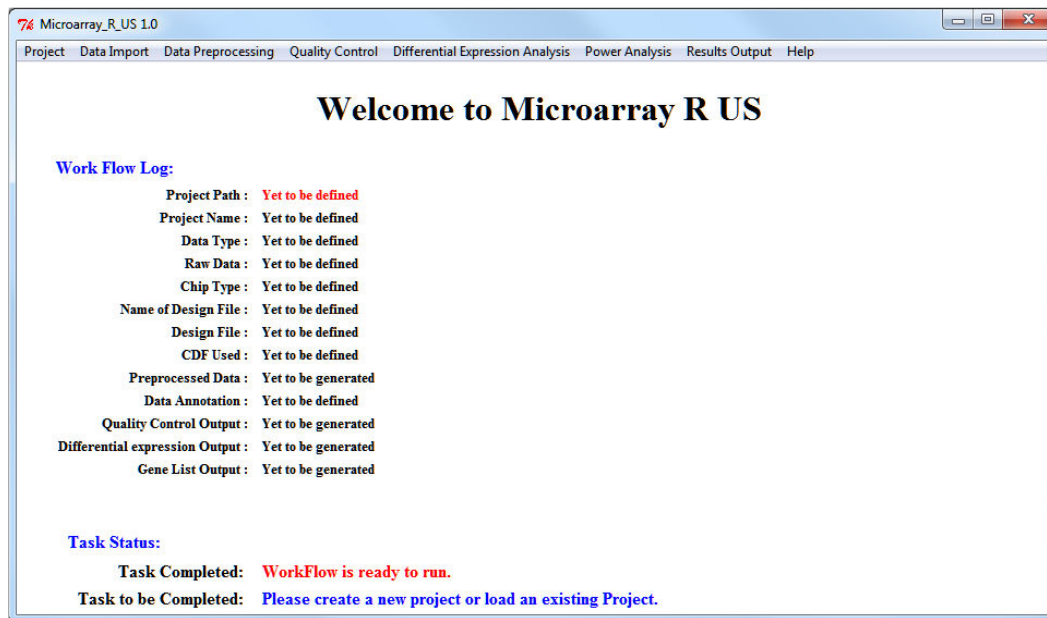 Microarray_R_US 1.0
Project Data Import Data Preprocessing Quality Control Differential Expression Analysis Power Analysis Results Output Help
Welcome to Microarray R US
Work Flow Log:
Project Path : Yet to be defined
Project Name : Yet to be defined
Data Type : Yet to be defined
Raw Data : Yet to be defined
Chip Type : Yet to be defined
Name of Design File : Yet to be defined
Design File : Yet to be defined
CDF Used : Yet to be defined
Preprocessed Data : Yet to be generated
Data Annotation : Yet to be defined
Quality Control Output : Yet to be generated
Differential expression Output : Yet to be generated
Gene List Output : Yet to be generated
Task Status:
Task Completed: WorkFlow is ready to run.
Task to be Completed: Please create a new project or load an existing Project.